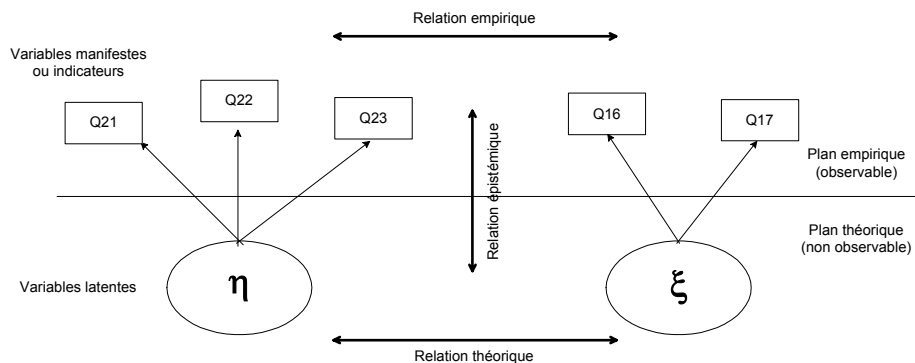 Relation empirique
Variables manifestes
ou indicateurs
Q21
Q22
Q23
Q16
Q17
Relation épistémique
Plan empirique
(observable)
Plan théorique
(non observable)
Variables latentes
η
ξ
Relation théorique